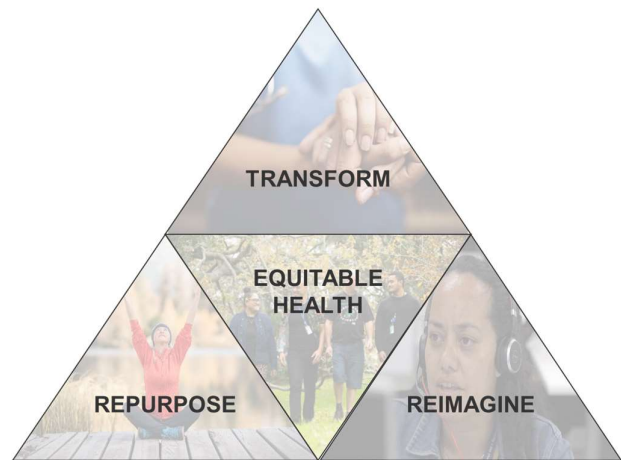 TRANSFORM
EQUITABLE
HEALTH
REPURPOSE
REIMAGINE